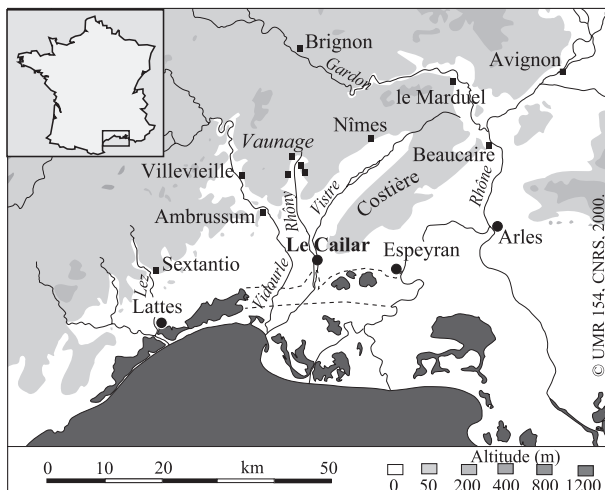 Brignon
Avignon
Gardon
le Marduel
Nîmes
Vaunage
Beaucaire
Villevieille
Rhône
Vistre
Costière
Rhôny
Ambrussum
Le Cailar
Espeyran
Arles
Sextantio
Lez
Vidourle
Lattes
© UMR 154, CNRS, 2000.
Altitude (m)
0 10 20 km 50
0 50 200 400 800 1200